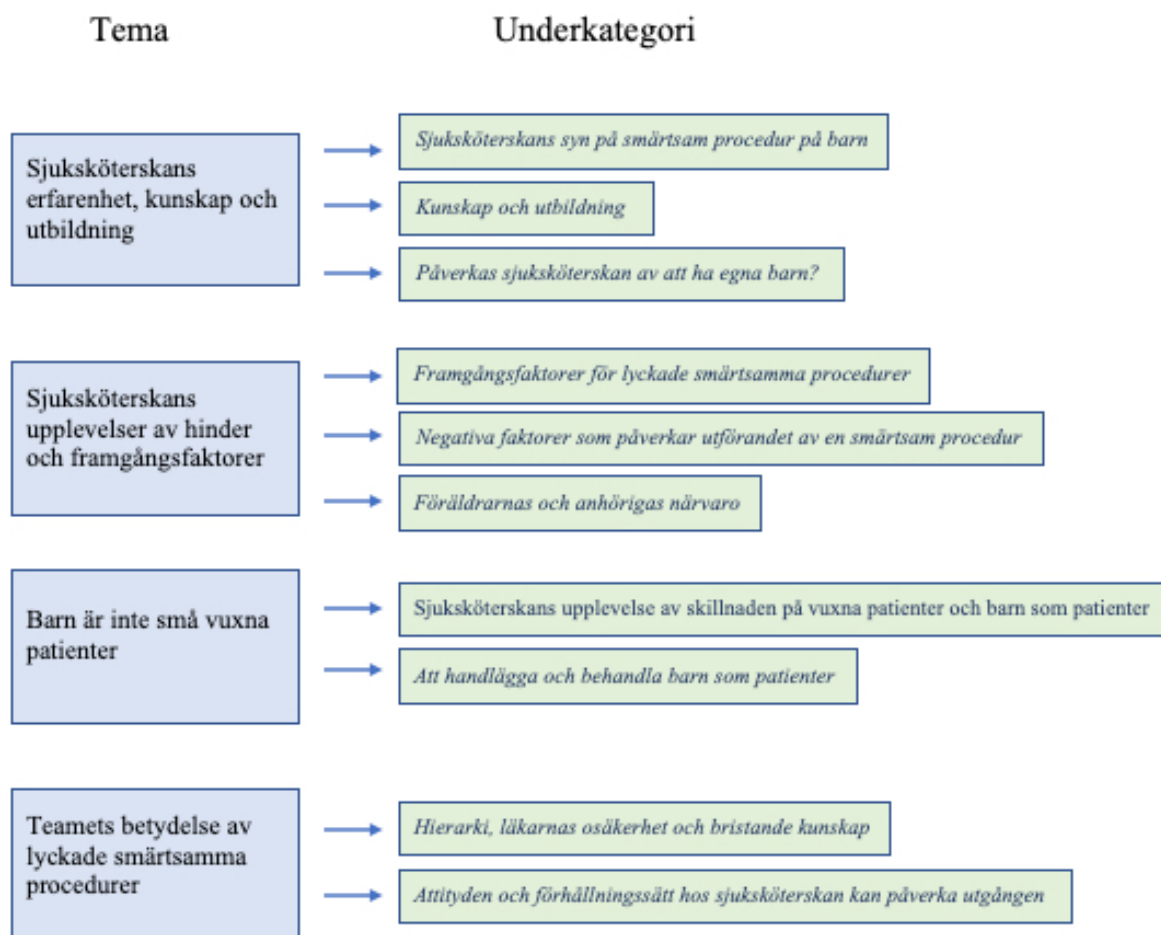 Tema
Underkategori
Sjuksköterskans
erfarenhet, kunskap och
utbildning
Sjuksköterskans syn på smärtsam procedur på barn
Kunskap och utbildning
Påverkas sjuksköterskan av att ha egna barn?
Sjuksköterskans
upplevelser av hinder
och framgångsfaktorer
Framgångsfaktorer för lyckade smärtsamma procedurer
Negativa faktorer som påverkar utförandet av en smärtsam procedur
Föräldrarnas och anhörigas närvaro
Barn är inte små vuxna
patienter
Sjuksköterskans upplevelse av skillnaden på vuxna patienter och barn som patienter
Att handlägga och behandla barn som patienter
Teamets betydelse av
lyckade smärtsamma
procedurer
Hierarki, läkarnas osäkerhet och bristande kunskap
Attityden och förhållningssätt hos sjuksköterskan kan påverka utgången